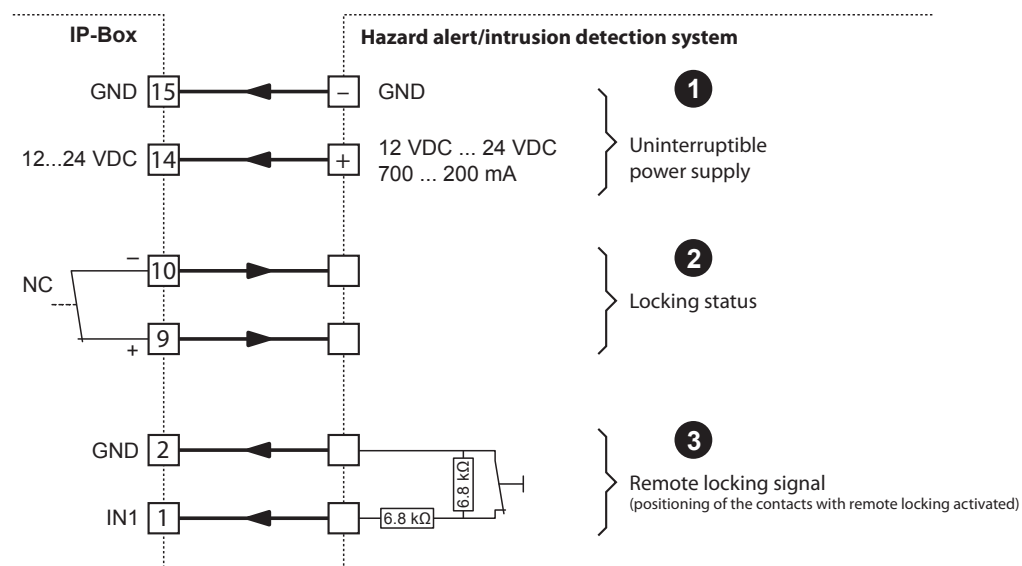 IP-Box
Hazard alert/intrusion detection system
GND 15 – GND
1
12...24 VDC 14 + 12 VDC ... 24 VDC
700 ... 200 mA
Uninterruptible
power supply
– 10
NC
+ 9
2
Locking status
GND 2
6.8 kΩ
IN1 1
6.8 kΩ
3
Remote locking signal
(positioning of the contacts with remote locking activated)